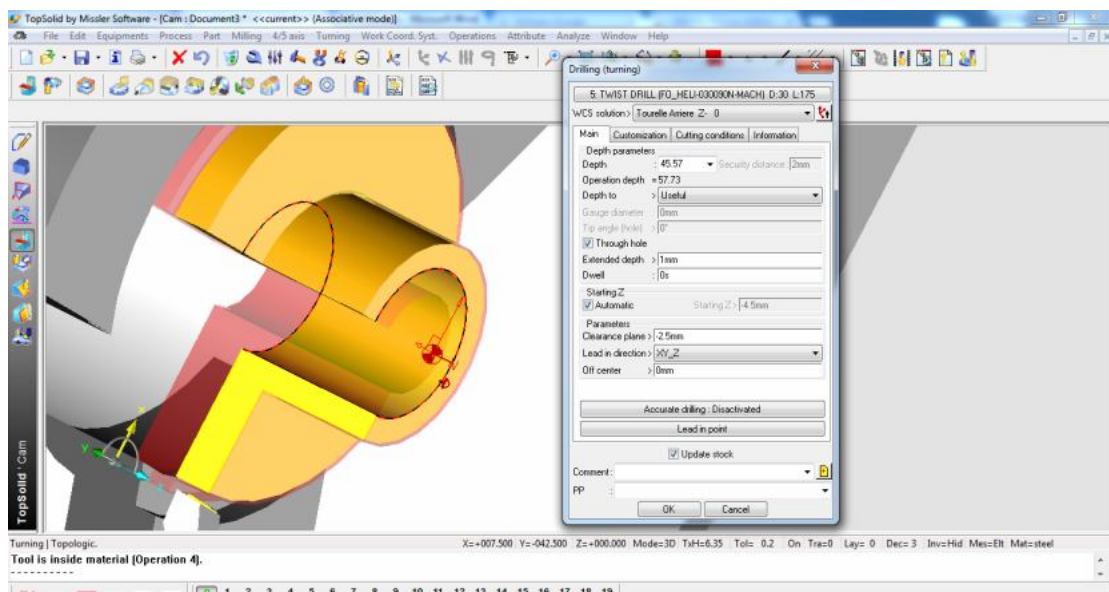 TopSolid by Missler Software - [Cam : Document3 * <<current>> (Associative mode)]
File Edit Equipments Process Part Milling 4/5 axis Turning Work Coord. Syst. Operations Attribute Analyze Window Help
Drilling (turning)
5: TWIST DRILL (FO_HELI-030090N-MACH) D:30 L:175
WCS solution > Tourelle Arriere Z- 0
Main Customization Cutting conditions Information
Depth parameters
Depth : 45.57 Security distance 2mm
Operation depth = 57.73
Depth to > Useful
Gauge diameter : 0mm
Tip angle (hole) > 0°
Through hole
Extended depth > 1mm
Dwell : 0s
Starting Z
Automatic Starting Z > -4.5mm
Parameters
Clearance plane > -2.5mm
Lead in direction > XY_Z
Off center > 0mm
Accurate drilling : Disactivated
Lead in point
Update stock
Comment :
PP :
OK Cancel
X
Y
TopSolid 'Cam
Turning | Topologic. X=+007.500 Y=-042.500 Z=+000.000 Mode=3D TxH=6.35 Tol= 0.2 On Tra=0 Lay= 0 Dec= 3 Inv=Hid Mes=Elt Mat=steel
Tool is inside material (Operation 4).
----------
0 1 2 3 4 5 6 7 8 9 10 11 12 13 14 15 16 17 18 19